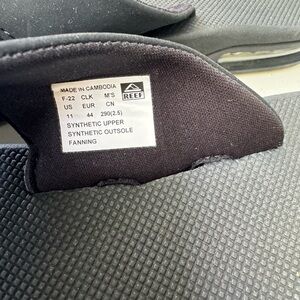 MADE IN CAMBODIA
F-22 CLK M'S
US EUR CN
11 44 290(2.5)
SYNTHETIC UPPER
SYNTHETIC OUTSOLE
FANNING
REEF